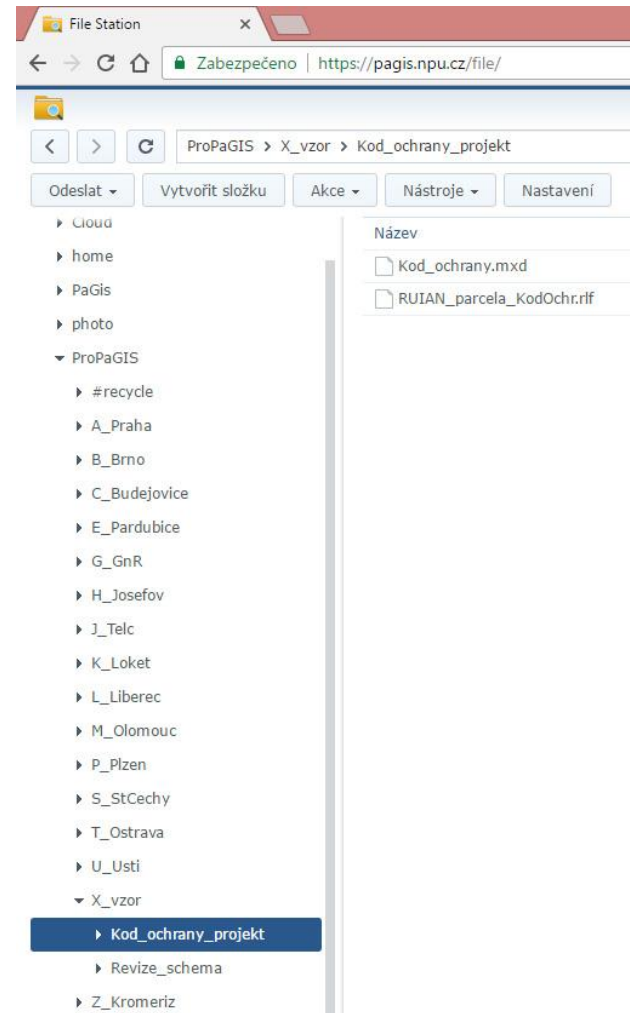 File Station
Zabezpečeno | https://pagis.npu.cz/file/
ProPaGIS > X_vzor > Kod_ochrany_projekt
Odeslat Vytvořit složku Akce Nástroje Nastavení
Cloud
home
PaGis
photo
ProPaGIS
#recycle
A_Praha
B_Brno
C_Budejovice
E_Pardubice
G_GnR
H_Josefov
J_Telc
K_Loket
L_Liberec
M_Olomouc
P_Plzen
S_StCechy
T_Ostrava
U_Usti
X_vzor
Kod_ochrany_projekt
Revize_schema
Z_Kromeriz
Název
Kod_ochrany.mxd
RUIAN_parcela_KodOchr.rlf